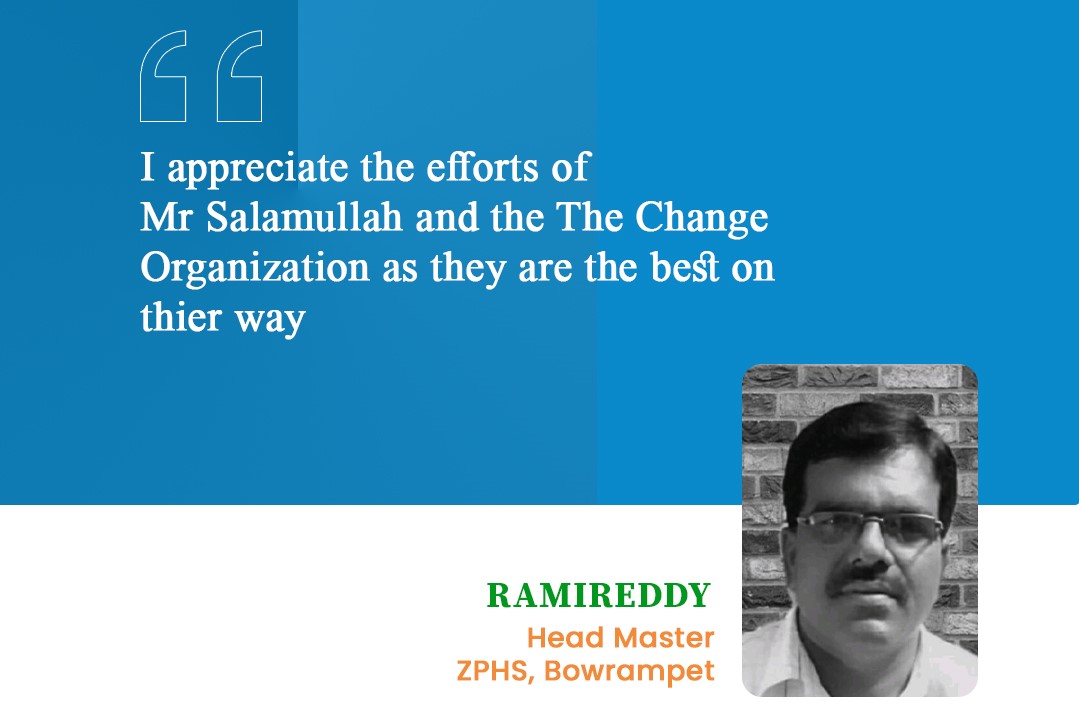 I appreciate the efforts of
Mr Salamullah and the The Change
Organization as they are the best on
thier way
RAMIREDDY
Head Master
ZPHS, Bowrampet